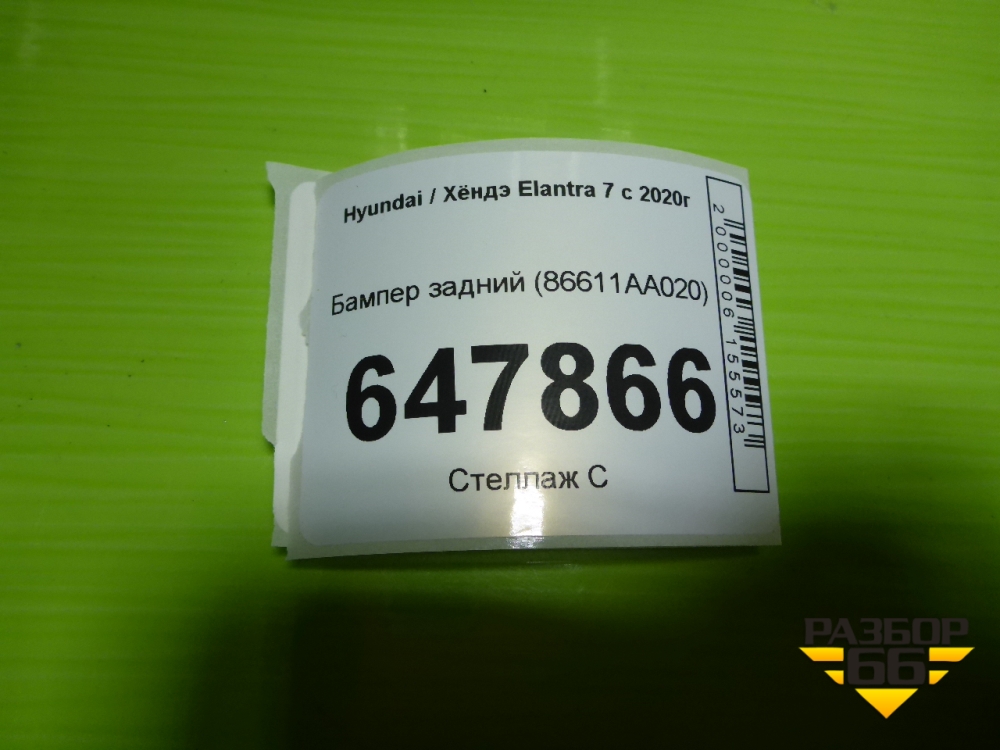 Hyundai / Хёндэ Elantra 7 с 2020г
Бампер задний (86611AA020)
647866
Стеллаж С
2000006155573
РАЗБОР
66